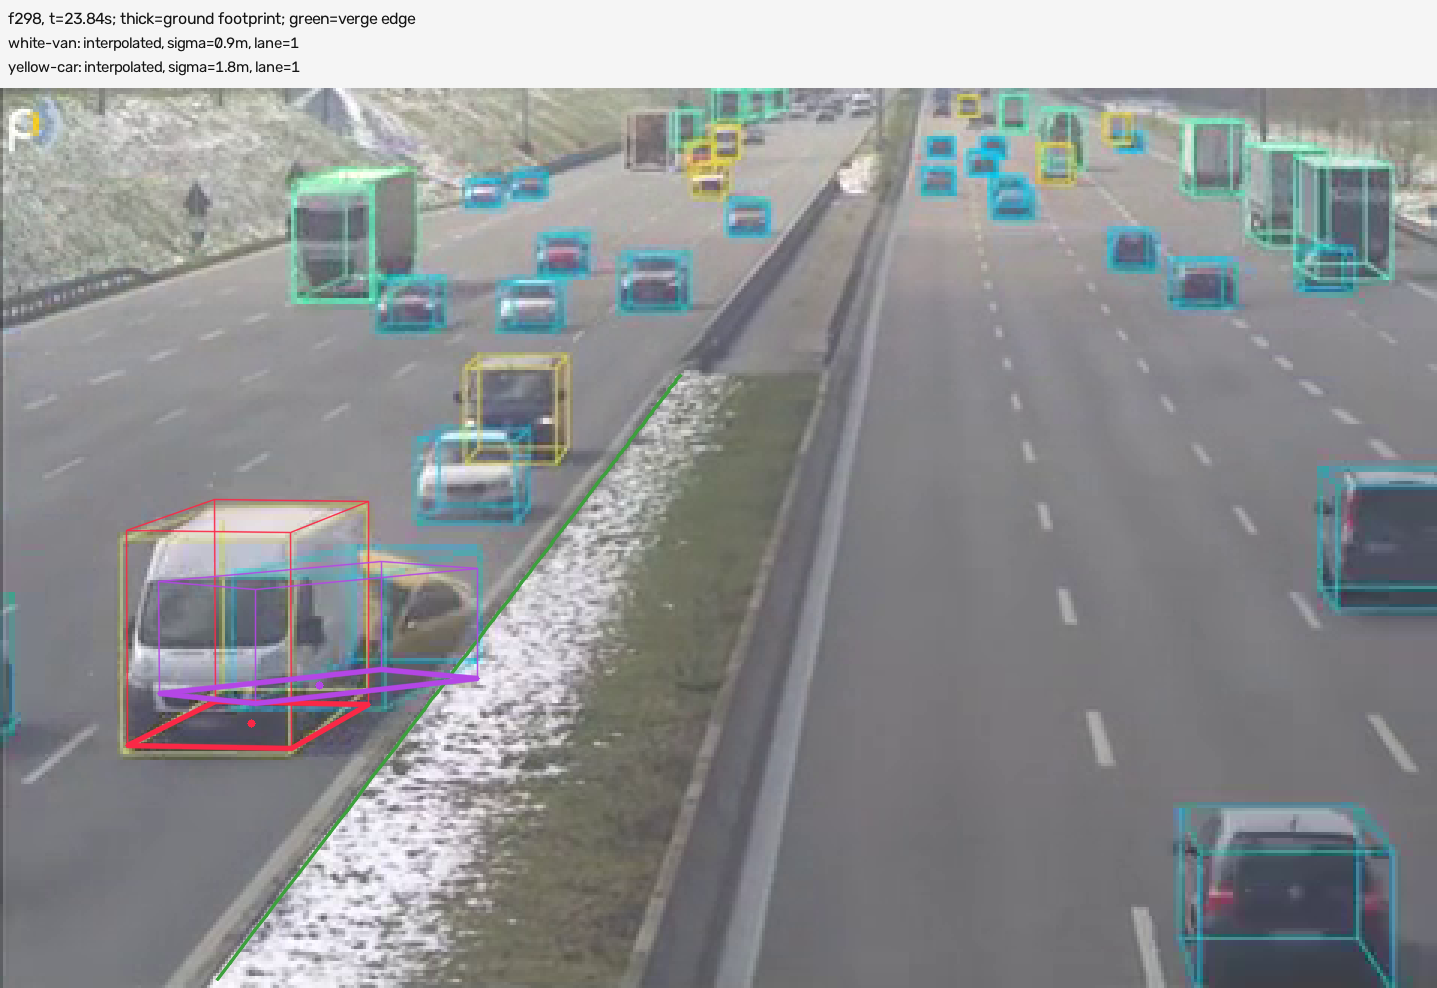 f298, t=23.84s; thick=ground footprint; green=verge edge
white-van: interpolated, sigma=0.9m, lane=1
yellow-car: interpolated, sigma=1.8m, lane=1